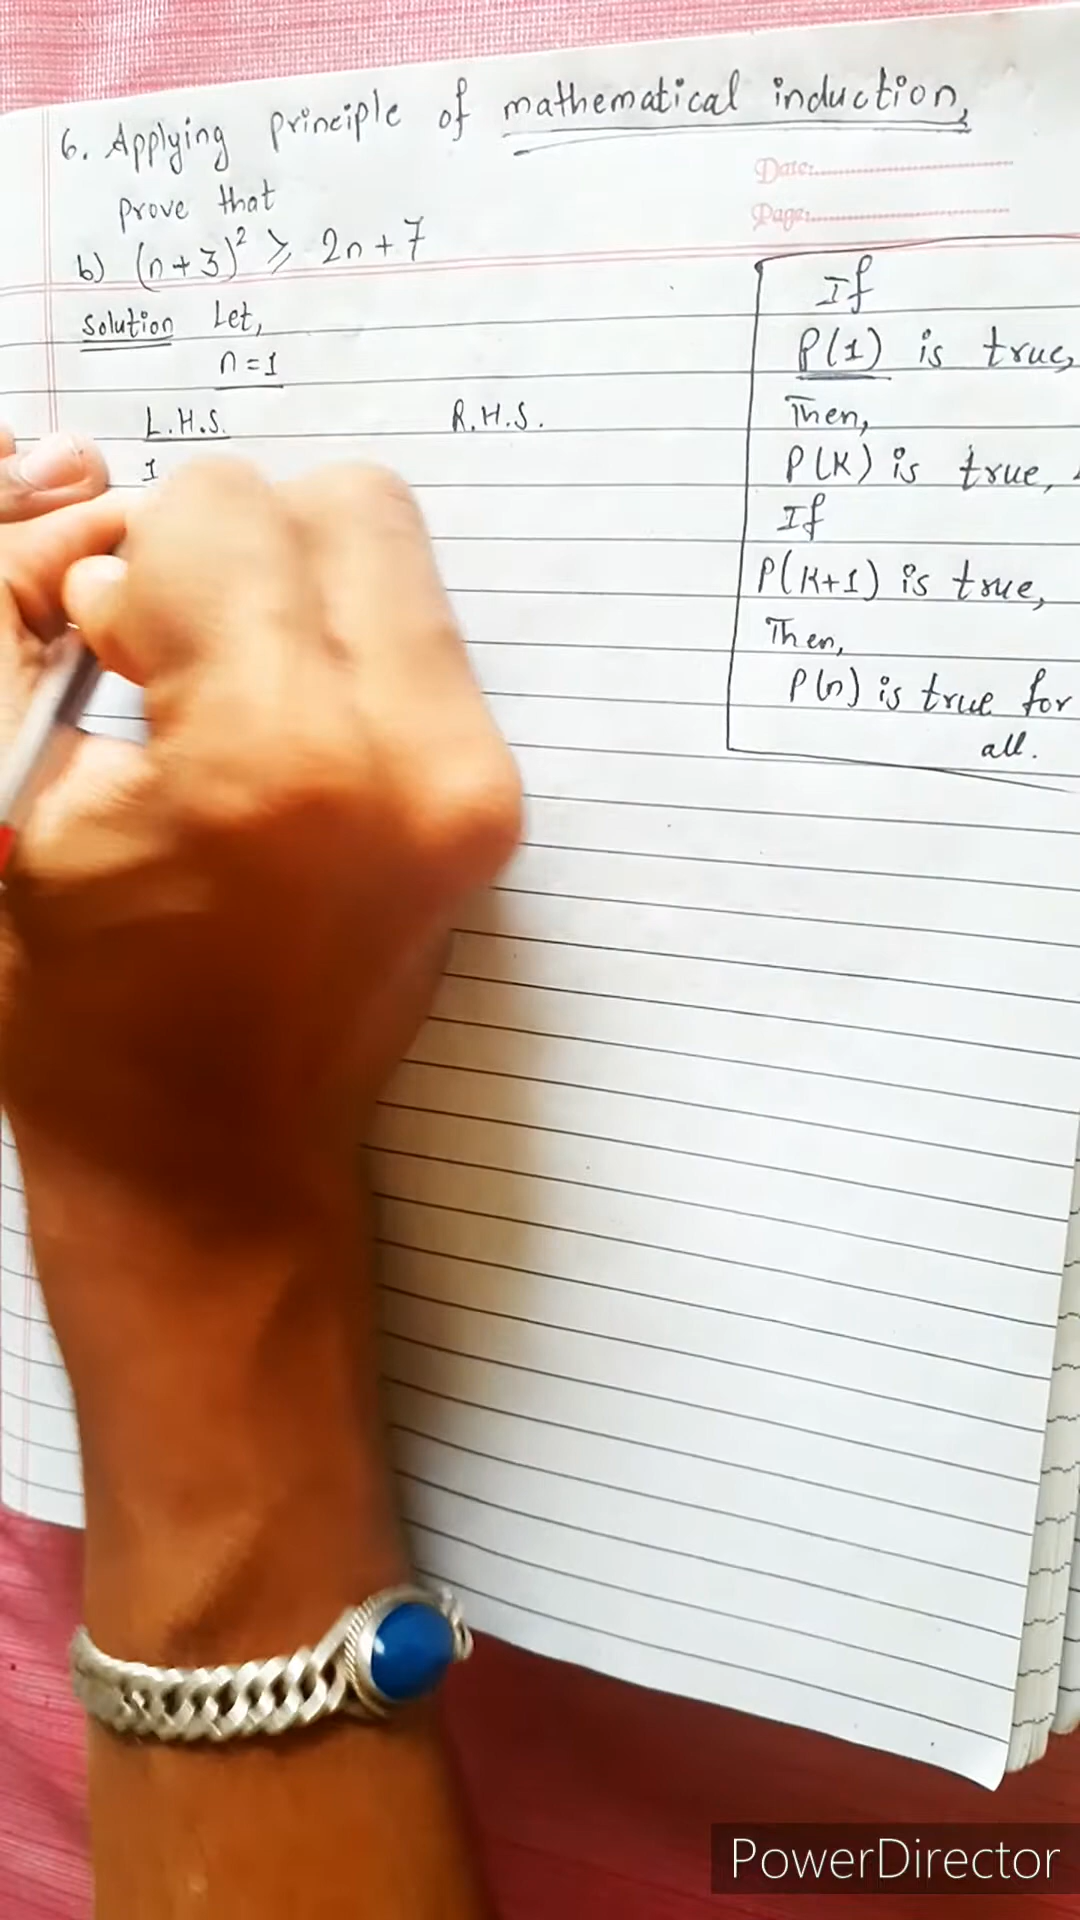 6. Applying principle of mathematical induction,
prove that
b) (n+3)² ≥ 2n+7
Date:
Page:
Solution Let,
n=1
L.H.S. R.H.S.
1
If
P(1) is true,
Then,
P(K) is true,
If
P(K+1) is true,
Then,
P(n) is true for
all.
PowerDirector